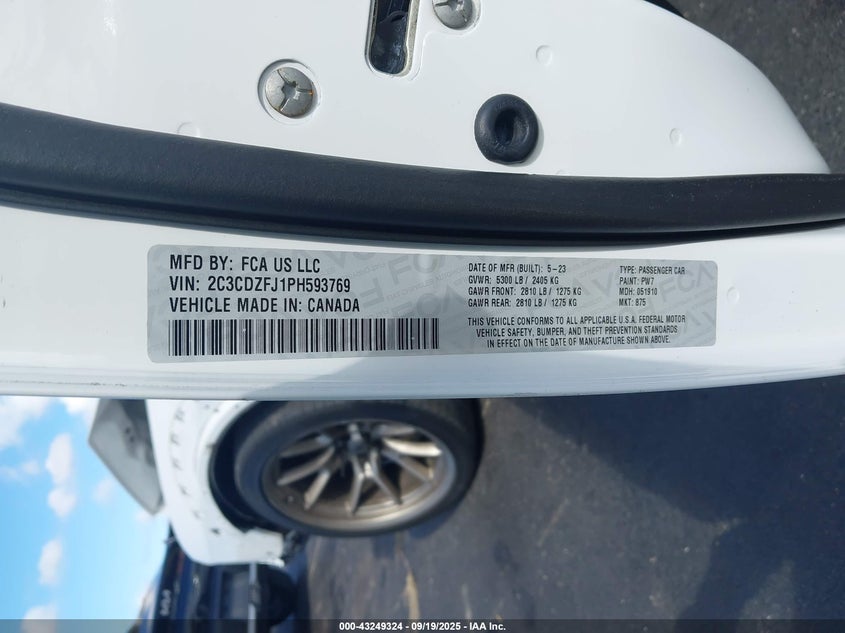 MFD BY: FCA US LLC
VIN: 2C3CDZFJ1PH593769
VEHICLE MADE IN: CANADA
DATE OF MFR (BUILT): 5-23
GVWR: 5300 LB / 2405 KG
GAWR FRONT: 2810 LB / 1275 KG
GAWR REAR: 2810 LB / 1275 KG
TYPE: PASSENGER CAR
PAINT: PW7
MDH: 051910
MKT: 875
THIS VEHICLE CONFORMS TO ALL APPLICABLE U.S.A. FEDERAL MOTOR
VEHICLE SAFETY, BUMPER, AND THEFT PREVENTION STANDARDS
IN EFFECT ON THE DATE OF MANUFACTURE SHOWN ABOVE.
000-43249324 - 09/19/2025 - IAA Inc.